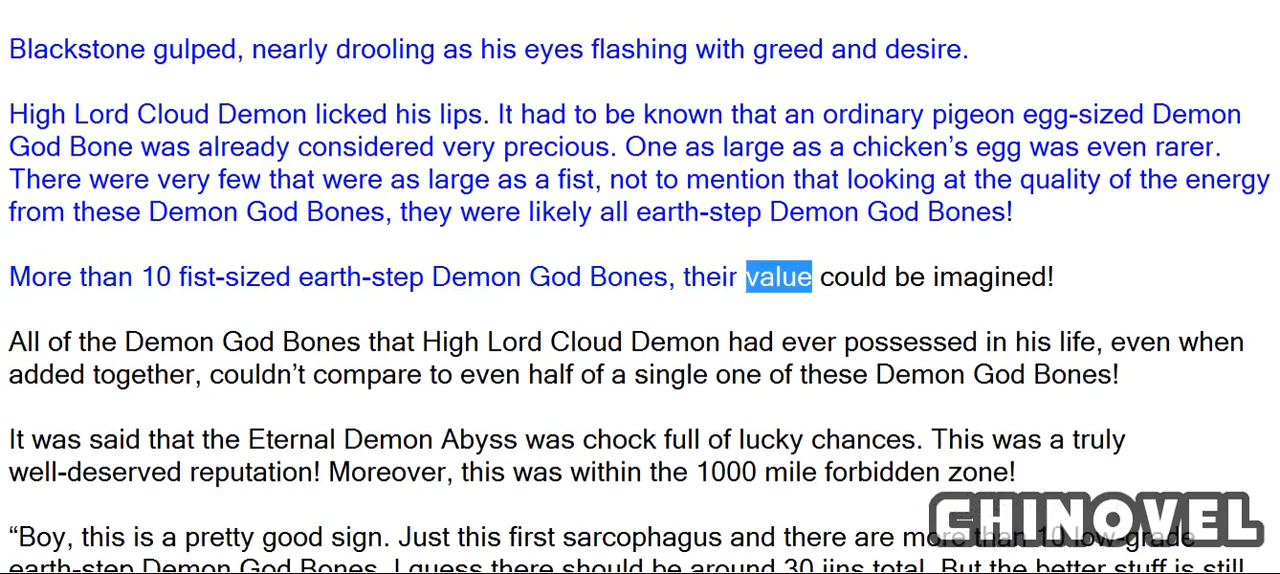 Blackstone gulped, nearly drooling as his eyes flashing with greed and desire.
High Lord Cloud Demon licked his lips. It had to be known that an ordinary pigeon egg-sized Demon
God Bone was already considered very precious. One as large as a chicken’s egg was even rarer.
There were very few that were as large as a fist, not to mention that looking at the quality of the energy
from these Demon God Bones, they were likely all earth-step Demon God Bones!
More than 10 fist-sized earth-step Demon God Bones, their value could be imagined!
All of the Demon God Bones that High Lord Cloud Demon had ever possessed in his life, even when
added together, couldn’t compare to even half of a single one of these Demon God Bones!
It was said that the Eternal Demon Abyss was chock full of lucky chances. This was a truly
well-deserved reputation! Moreover, this was within the 1000 mile forbidden zone!
“Boy, this is a pretty good sign. Just this first sarcophagus and there are more than 10 low-grade
earth-step Demon God Bones. I guess there should be around 30 jins total. But the better stuff is still
CHINOVEL